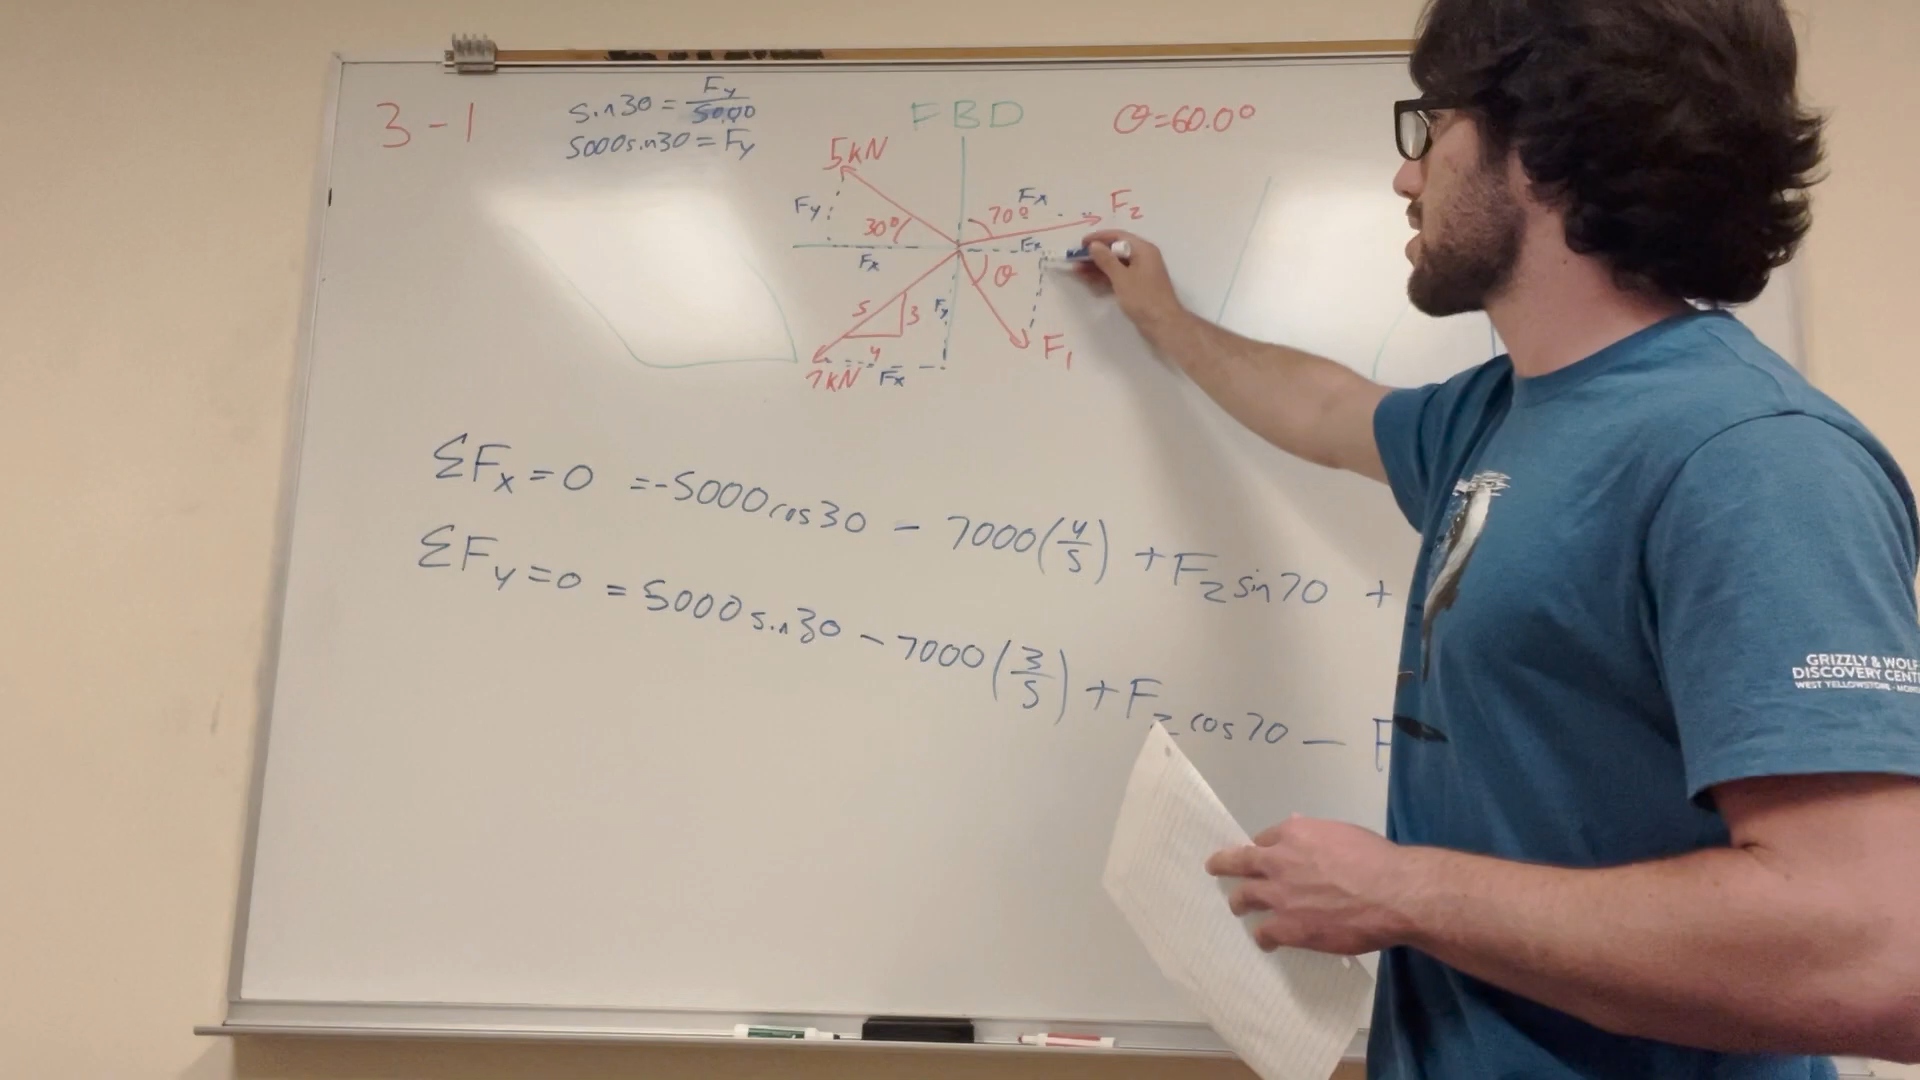 3-1
sin30 = Fy/5000
5000sin30 = Fy
FBD
θ=60.0°
5kN
Fy
30°
Fx
Fx
70°
F2
Fx
θ
F1
5
3
4
Fy
7kN
Fx
ΣFx=0 =-5000cos30 - 7000(4/5) +F2sin70 +
ΣFy=0 = 5000sin30 -7000(3/5) +F2cos70 - F
GRIZZLY & WOLF
DISCOVERY CENT
WEST YELLOWSTONE